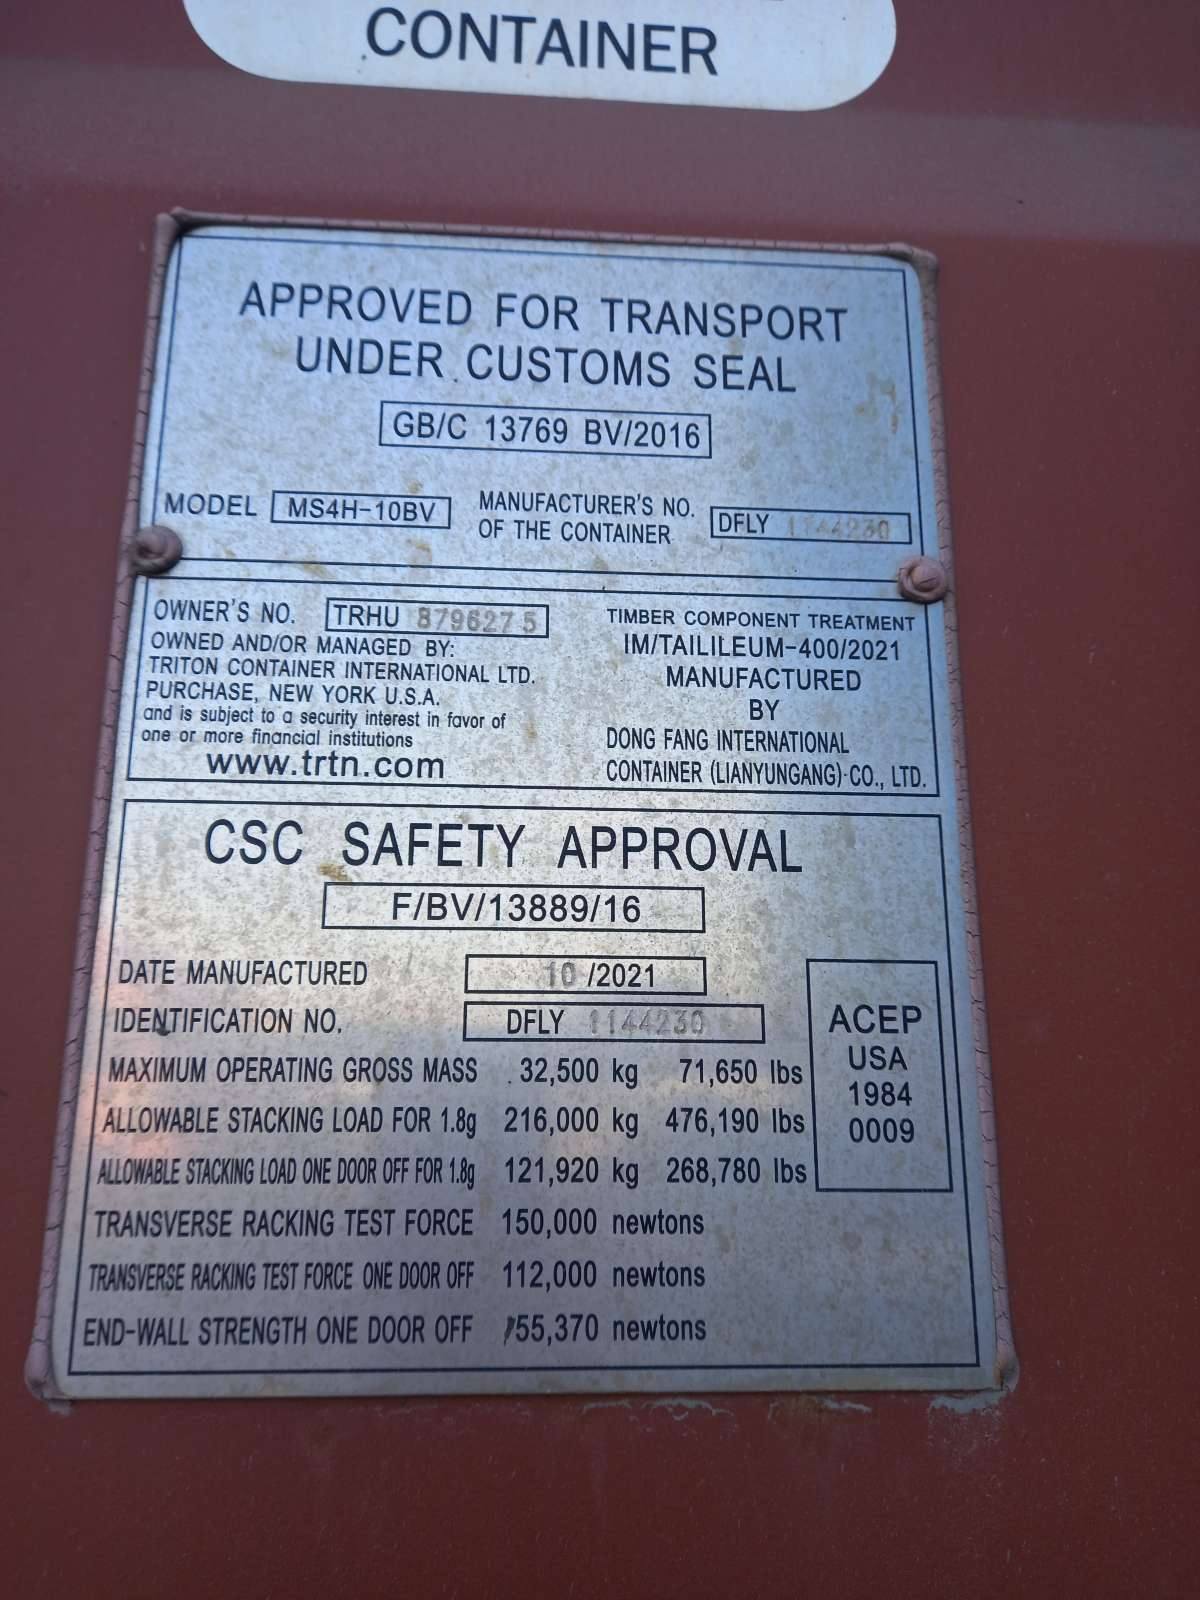 CONTAINER
APPROVED FOR TRANSPORT
UNDER CUSTOMS SEAL
GB/C 13769 BV/2016
MODEL MS4H-10BV MANUFACTURER'S NO. OF THE CONTAINER DFLY 1144230
OWNER'S NO. TRHU 879627 5
OWNED AND/OR MANAGED BY:
TRITON CONTAINER INTERNATIONAL LTD.
PURCHASE, NEW YORK U.S.A.
and is subject to a security interest in favor of
one or more financial institutions
www.trtn.com
TIMBER COMPONENT TREATMENT
IM/TAILILEUM-400/2021
MANUFACTURED
BY
DONG FANG INTERNATIONAL
CONTAINER (LIANYUNGANG) CO., LTD.
CSC SAFETY APPROVAL
F/BV/13889/16
DATE MANUFACTURED 10 /2021
IDENTIFICATION NO. DFLY 1144230
MAXIMUM OPERATING GROSS MASS 32,500 kg 71,650 lbs
ALLOWABLE STACKING LOAD FOR 1.8g 216,000 kg 476,190 lbs
ALLOWABLE STACKING LOAD ONE DOOR OFF FOR 1.8g 121,920 kg 268,780 lbs
TRANSVERSE RACKING TEST FORCE 150,000 newtons
TRANSVERSE RACKING TEST FORCE ONE DOOR OFF 112,000 newtons
END-WALL STRENGTH ONE DOOR OFF 755,370 newtons
ACEP
USA
1984
0009